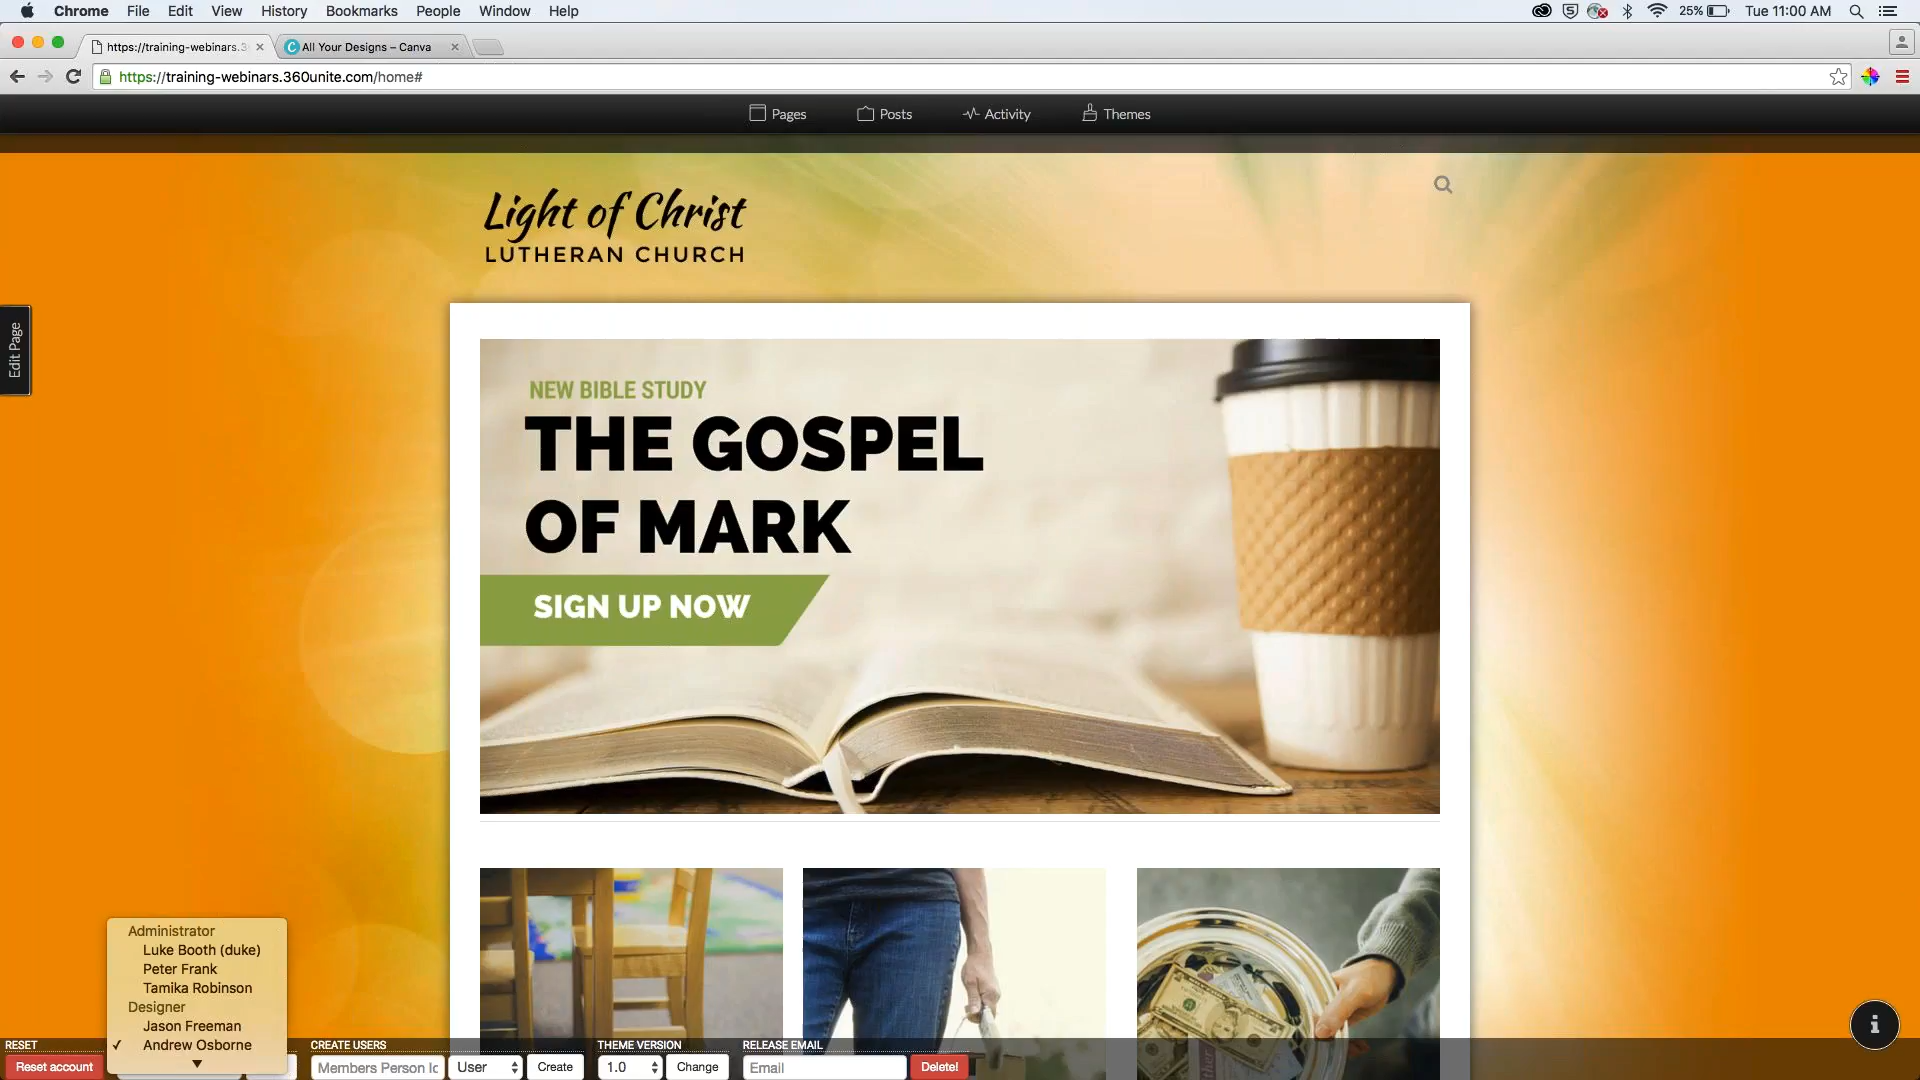 Chrome File Edit View History Bookmarks People Window Help
25% Tue 11:00 AM
https://training-webinars.3
All Your Designs – Canva
https://training-webinars.360unite.com/home#
Pages Posts Activity Themes
Light of Christ
LUTHERAN CHURCH
Edit Page
NEW BIBLE STUDY
THE GOSPEL
OF MARK
SIGN UP NOW
Administrator
Luke Booth (duke)
Peter Frank
Tamika Robinson
Designer
Jason Freeman
✓ Andrew Osborne
RESET CREATE USERS THEME VERSION RELEASE EMAIL
Reset account Members Person Ic User Create 1.0 Change Email Delete!